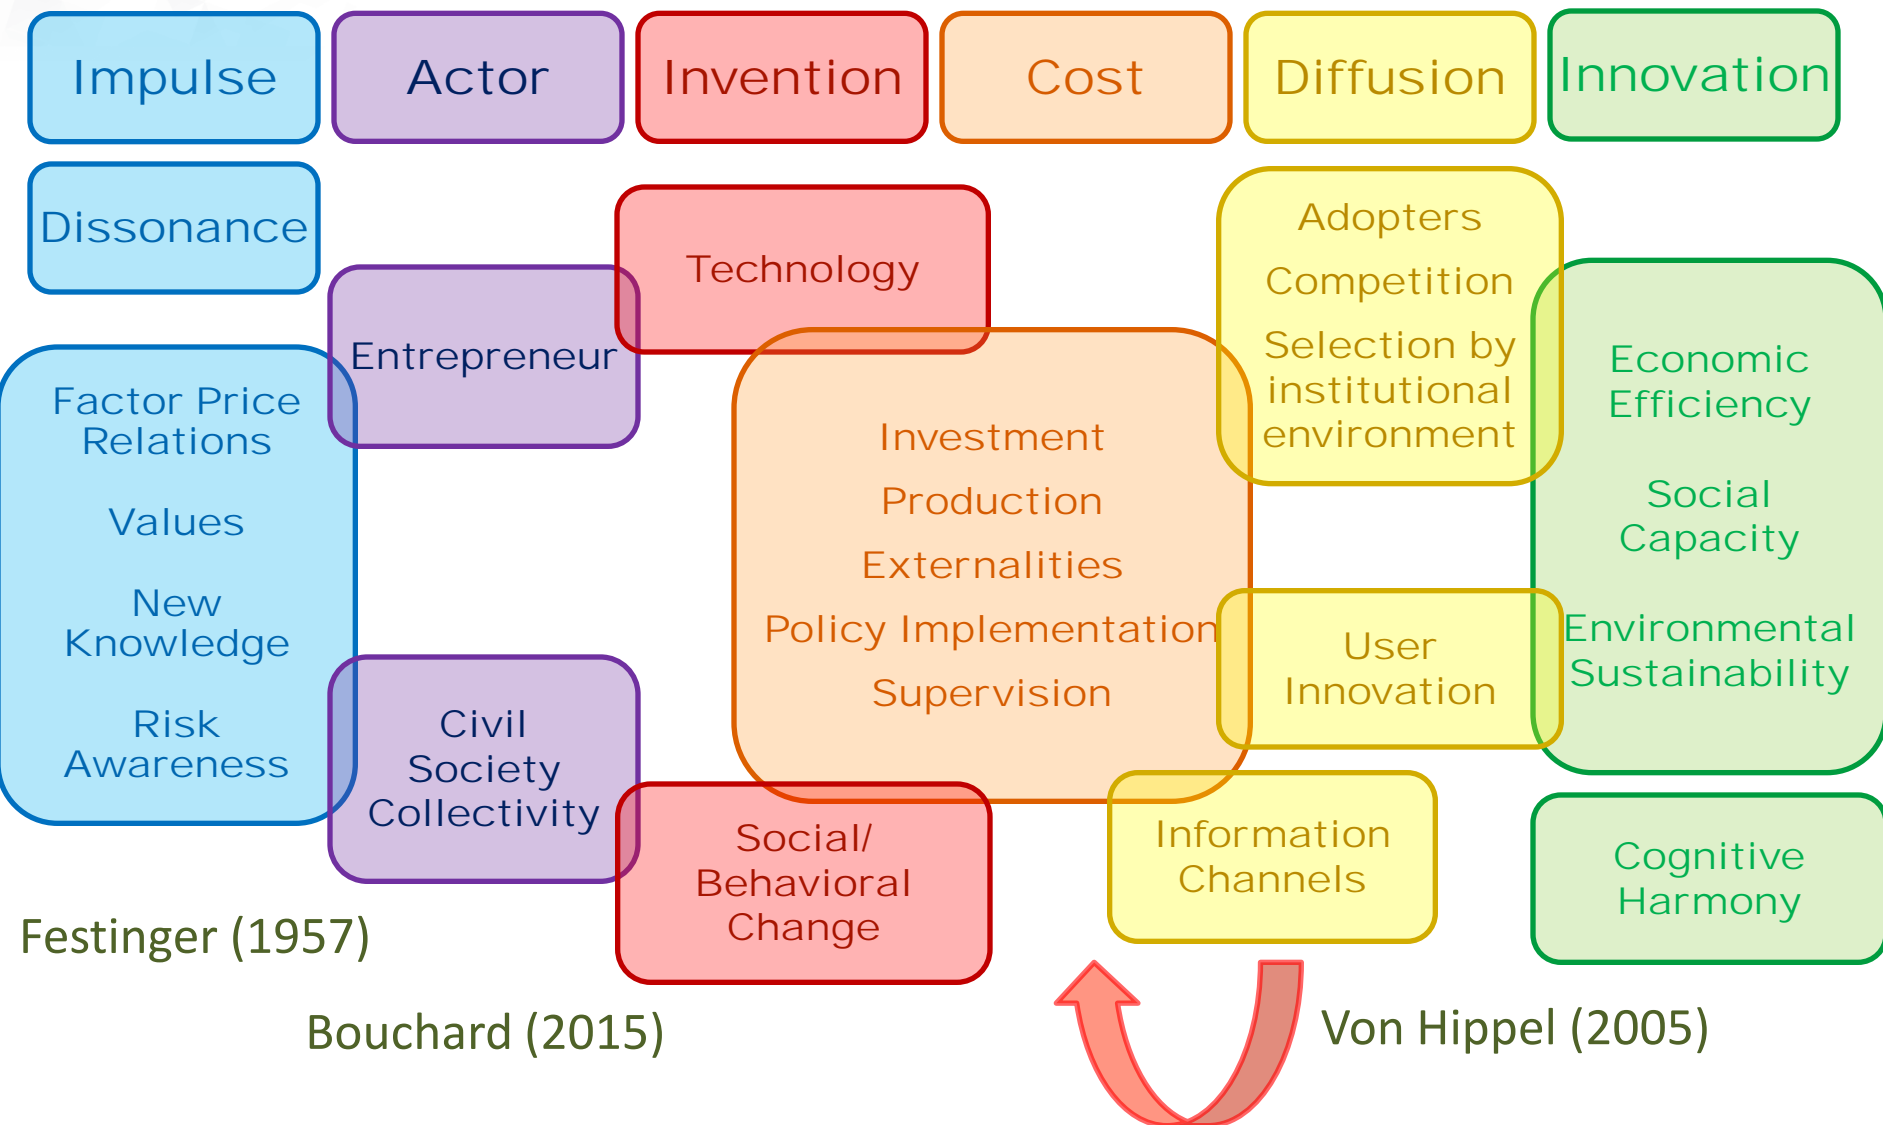 Impulse
Actor
Invention
Cost
Diffusion
Innovation
Dissonance
Factor Price
Relations
Values
New
Knowledge
Risk
Awareness
Entrepreneur
Civil
Society
Collectivity
Technology
Social/
Behavioral
Change
Investment
Production
Externalities
Policy Implementation
Supervision
Adopters
Competition
Selection by
institutional
environment
User
Innovation
Information
Channels
Economic
Efficiency
Social
Capacity
Environmental
Sustainability
Cognitive
Harmony
Festinger (1957)
Bouchard (2015)
Von Hippel (2005)